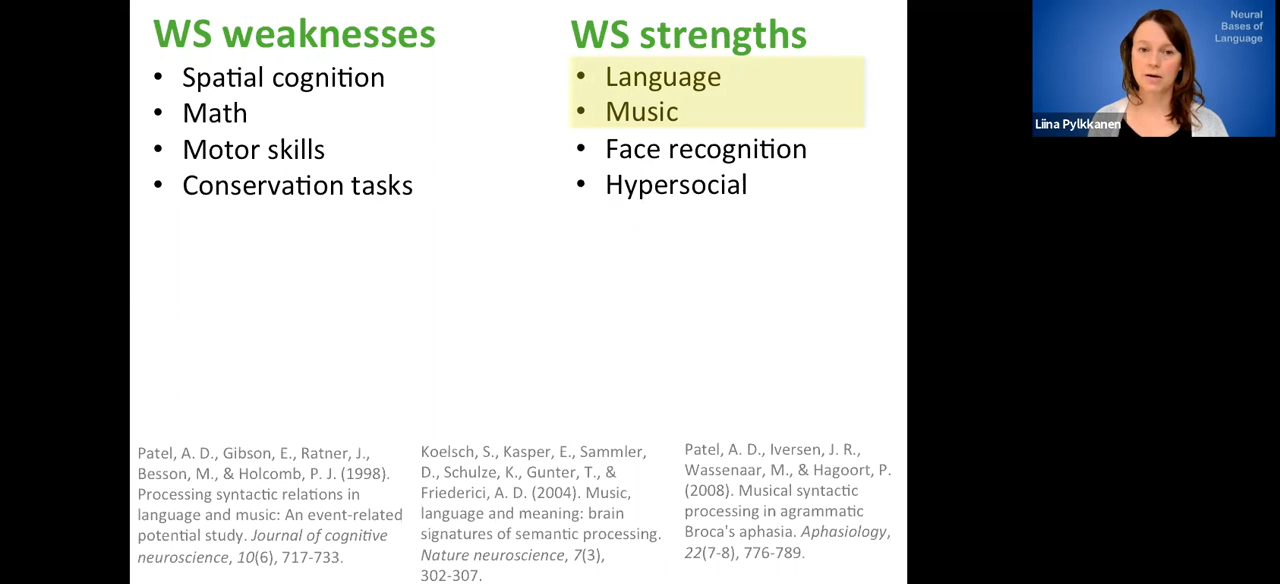 WS weaknesses
• Spatial cognition
• Math
• Motor skills
• Conservation tasks
WS strengths
• Language
• Music
• Face recognition
• Hypersocial
Patel, A. D., Gibson, E., Ratner, J.,
Besson, M., & Holcomb, P. J. (1998).
Processing syntactic relations in
language and music: An event-related
potential study. Journal of cognitive
neuroscience, 10(6), 717-733.
Koelsch, S., Kasper, E., Sammler,
D., Schulze, K., Gunter, T., &
Friederici, A. D. (2004). Music,
language and meaning: brain
signatures of semantic processing.
Nature neuroscience, 7(3),
302-307.
Patel, A. D., Iversen, J. R.,
Wassenaar, M., & Hagoort, P.
(2008). Musical syntactic
processing in agrammatic
Broca's aphasia. Aphasiology,
22(7-8), 776-789.
Neural
Bases of
Language
Liina Pylkkanen